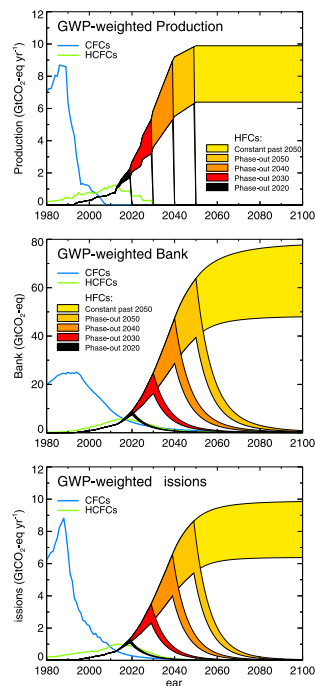 GWP-weighted Production
CFCs
HCFCs
Production (GtCO2-eq yr-1)
10
8
6
4
2
0
HFCs:
Constant past 2050
Phase-out 2050
Phase-out 2040
Phase-out 2030
Phase-out 2020
1980 2000 2020 2040 2060 2080 2100
GWP-weighted Bank
CFCs
HCFCs
Bank (GtCO2-eq)
80
60
40
20
0
HFCs:
Constant past 2050
Phase-out 2050
Phase-out 2040
Phase-out 2030
Phase-out 2020
1980 2000 2020 2040 2060 2080 2100
GWP-weighted issions
CFCs
HCFCs
issions (GtCO2-eq yr-1)
12
10
8
6
4
2
0
1980 2000 2020 2040 2060 2080 2100
ear